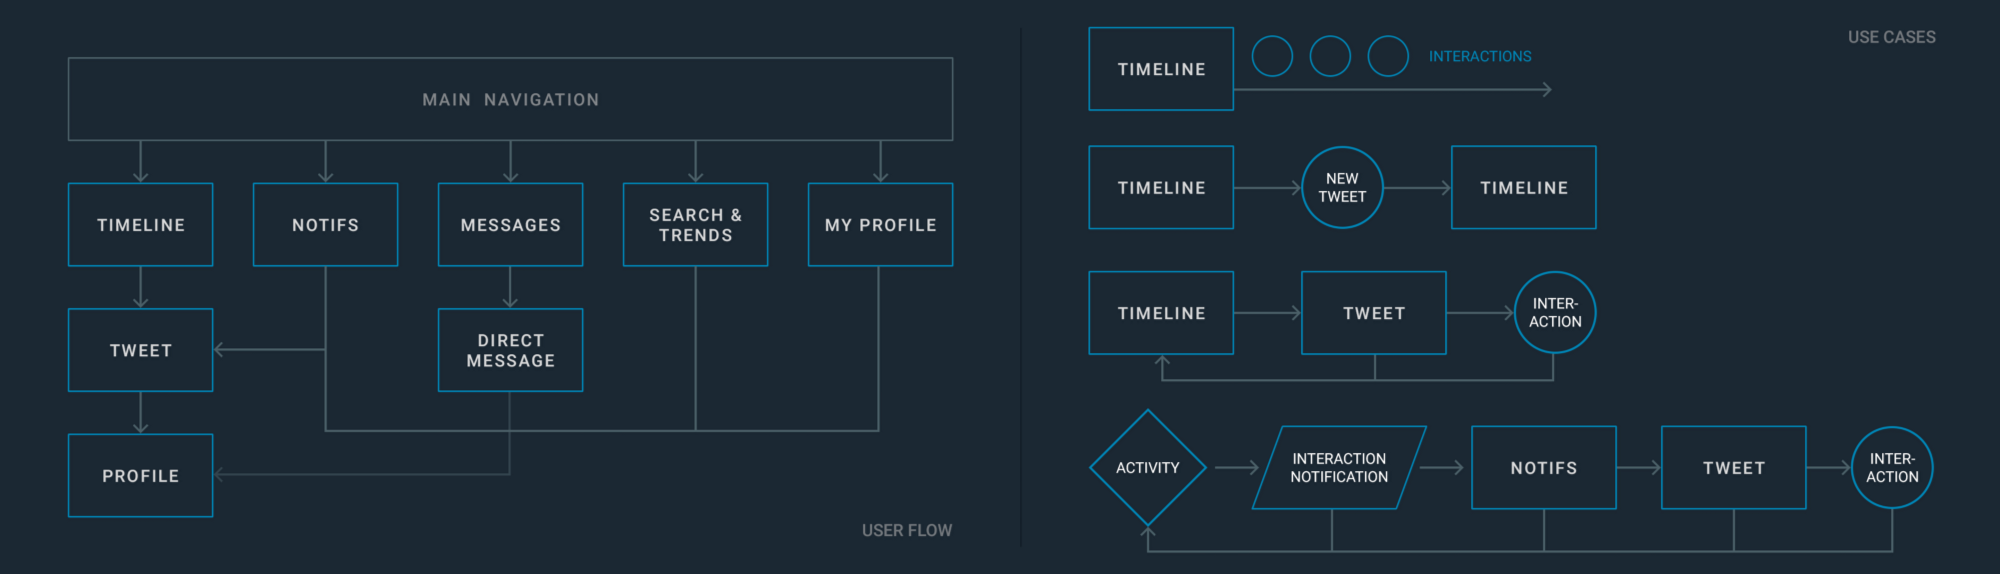 MAIN NAVIGATION
TIMELINE
NOTIFS
MESSAGES
SEARCH &
TRENDS
MY PROFILE
TWEET
DIRECT
MESSAGE
PROFILE
USER FLOW
USE CASES
TIMELINE
INTERACTIONS
TIMELINE
NEW
TWEET
TIMELINE
TIMELINE
TWEET
INTER-
ACTION
ACTIVITY
INTERACTION
NOTIFICATION
NOTIFS
TWEET
INTER-
ACTION